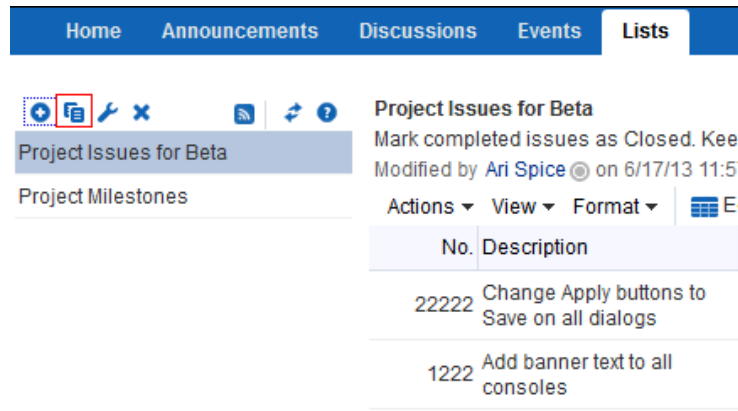 Home Announcements Discussions Events Lists
Project Issues for Beta
Project Milestones
Project Issues for Beta
Mark completed issues as Closed. Kee
Modified by Ari Spice on 6/17/13 11:5
Actions View Format E
No. Description
22222 Change Apply buttons to
Save on all dialogs
1222 Add banner text to all
consoles